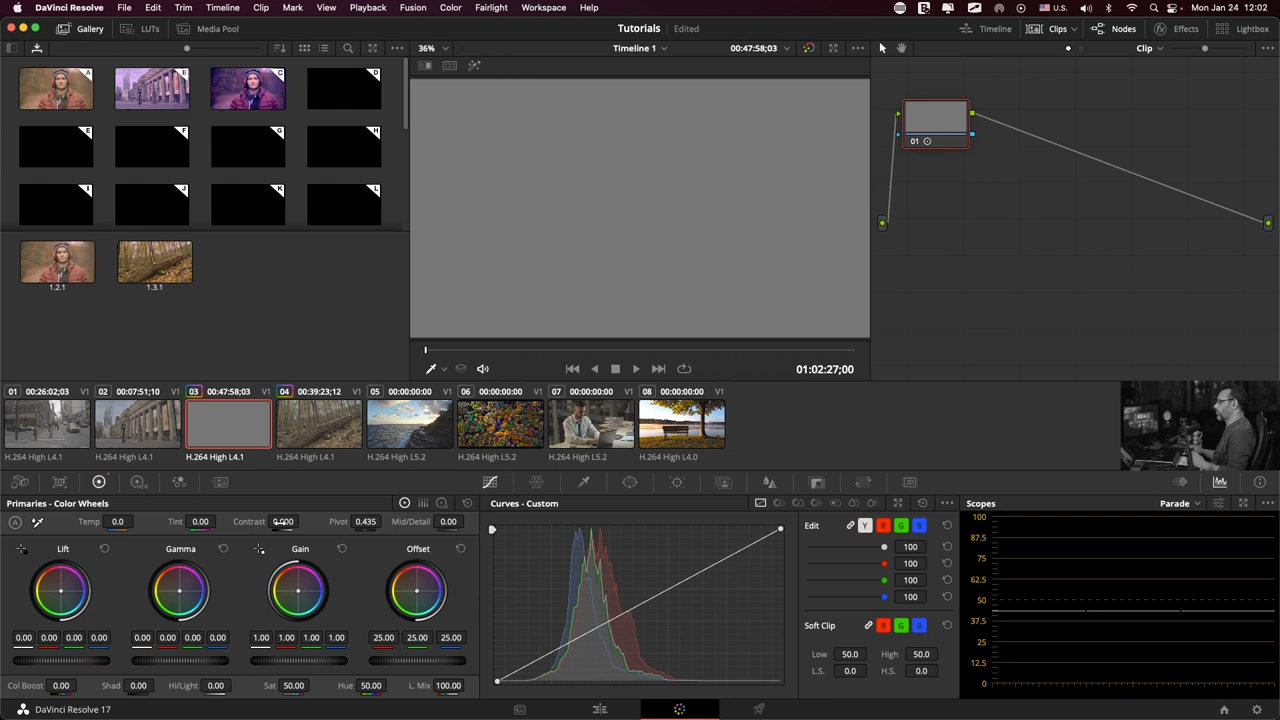 DaVinci Resolve File Edit Trim Timeline Clip Mark View Playback Fusion Color Fairlight Workspace Help U.S. Mon Jan 24 12:02
Gallery LUTs Media Pool Tutorials Edited Timeline Clips Nodes Effects Lightbox
36% Timeline 1 00:47:58;03 Clip
A B C D
E F G H
I J K L
01
1.2.1 1.3.1
01:02:27;00
01 00:26:02;03 V1 02 00:07:51;10 V1 03 00:47:58;03 V1 04 00:39:23;12 V1 05 00:00:00:00 V1 06 00:00:00:00 V1 07 00:00:00:00 V1 08 00:00:00:00 V1
H.264 High L4.1 H.264 High L4.1 H.264 High L4.1 H.264 High L4.1 H.264 High L5.2 H.264 High L5.2 H.264 High L5.2 H.264 High L4.0
Primaries - Color Wheels Curves - Custom Scopes Parade
A Temp 0.0 Tint 0.00 Contrast Pivot 0.435 Mid/Detail 0.00
Edit Y R G B
Lift Gamma Gain Offset
100
100
100
100
0.00 0.00 0.00 0.00 0.00 0.00 0.00 0.00 1.00 1.00 1.00 1.00 25.00 25.00 25.00
Soft Clip R G B
Low 50.0 High 50.0
L.S. 0.0 H.S. 0.0
Col Boost 0.00 Shad 0.00 Hi/Light 0.00 Sat 50.00 Hue 50.00 L. Mix 100.00
100
87.5
75
62.5
50
37.5
25
12.5
0
DaVinci Resolve 17